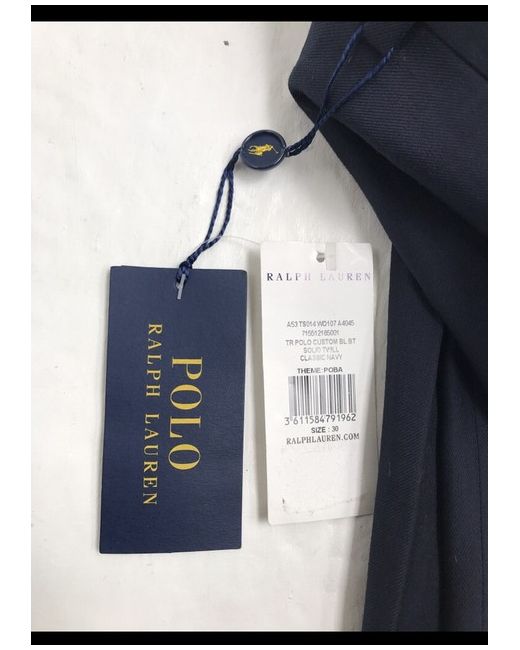 RALPH LAUREN
A53 TS014 WD107 A4045
715512185001
TR POLO CUSTOM BL BT
SOLID TWILL
CLASSIC NAVY
THEME: POBA
3 611584 791962
SIZE : 30
RALPHLAUREN.COM
POLO
RALPH LAUREN